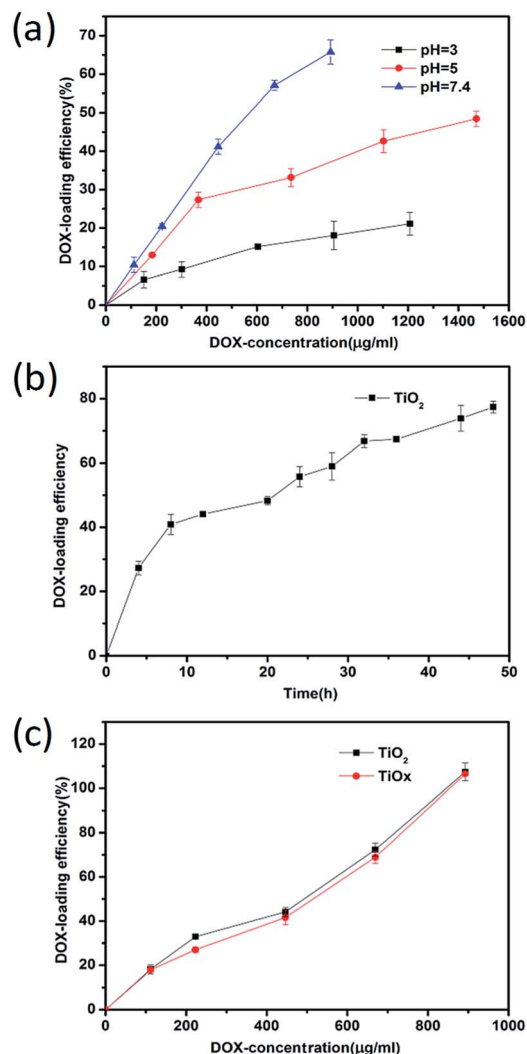 (a)
70
60
50
40
30
20
10
0
DOX-loading efficiency(%)
pH=3
pH=5
pH=7.4
0 200 400 600 800 1000 1200 1400 1600
DOX-concentration(μg/ml)
(b)
80
60
40
20
0
DOX-loading efficiency
TiO₂
0 10 20 30 40 50
Time(h)
(c)
120
100
80
60
40
20
0
DOX-loading efficiency(%)
TiO₂
TiOx
0 200 400 600 800 1000
DOX-concentration(μg/ml)